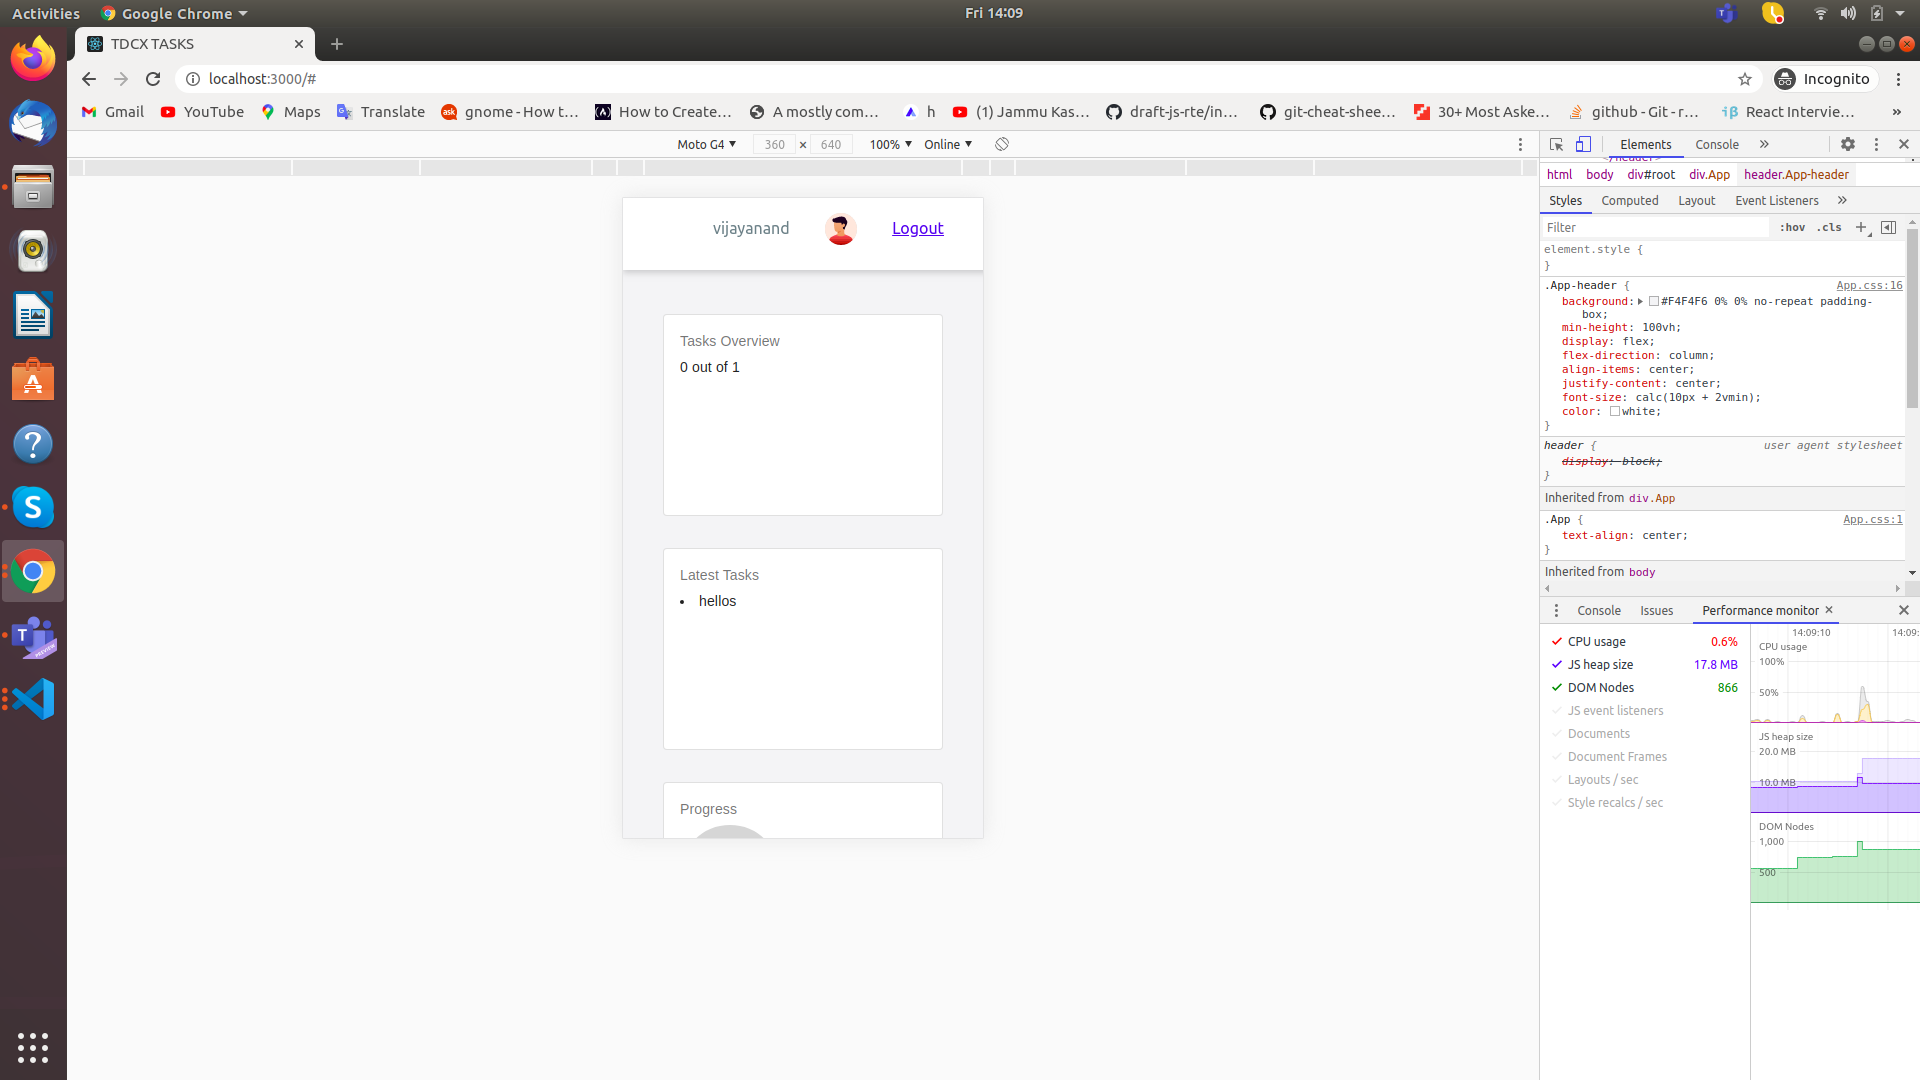 Activities
Google Chrome
Fri 14:09
TDCX TASKS
localhost:3000/#
Incognito
Gmail
YouTube
Maps
Translate
gnome - How t...
How to Create...
A mostly com...
h
(1) Jammu Kas...
draft-js-rte/in...
git-cheat-shee...
30+ Most Aske...
github - Git - r...
React Intervie...
»
Moto G4
360 × 640
100%
Online
Elements
Console
»
html body div#root div.App header.App-header
Styles Computed Layout Event Listeners »
Filter
:hov .cls
element.style {
}
.App-header {
App.css:16
background: #F4F4F6 0% 0% no-repeat padding-
box;
min-height: 100vh;
display: flex;
flex-direction: column;
align-items: center;
justify-content: center;
font-size: calc(10px + 2vmin);
color: white;
}
header {
user agent stylesheet
display: block;
}
Inherited from div.App
.App {
App.css:1
text-align: center;
}
Inherited from body
Console Issues Performance monitor
CPU usage 0.6%
JS heap size 17.8 MB
DOM Nodes 866
JS event listeners
Documents
Document Frames
Layouts / sec
Style recalcs / sec
14:09:10
14:09:
CPU usage
100%
50%
JS heap size
20.0 MB
10.0 MB
DOM Nodes
1,000
500
vijayanand
Logout
Tasks Overview
0 out of 1
Latest Tasks
• hellos
Progress